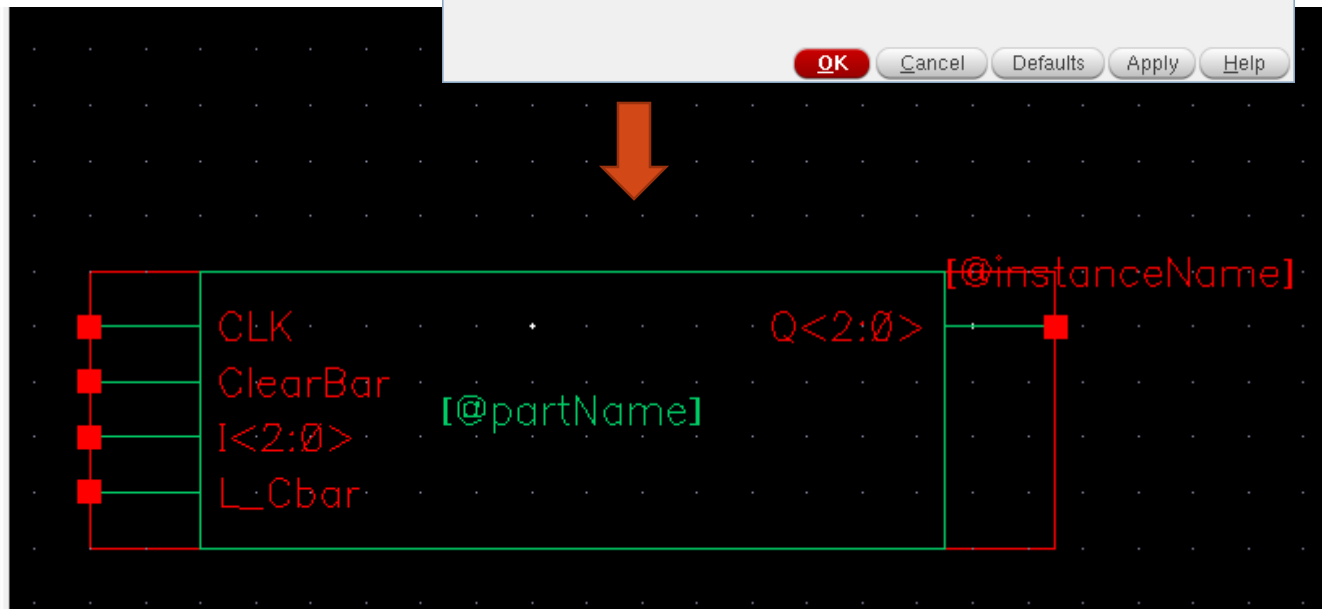 OK Cancel Defaults Apply Help
[@instanceName]
CLK Q<2:0>
ClearBar
[@partName]
I<2:0>
L_Cbar